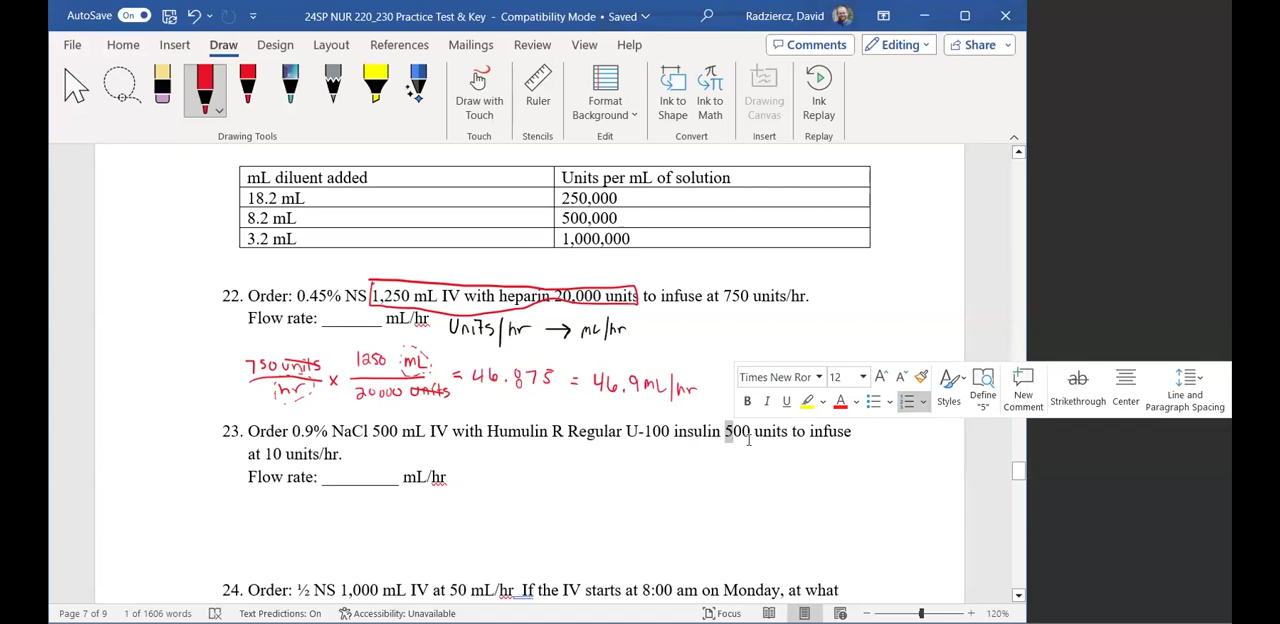 AutoSave On 24SP NUR 220_230 Practice Test & Key - Compatibility Mode • Saved Radziercz, David
File Home Insert Draw Design Layout References Mailings Review View Help Comments Editing Share
Draw with Touch Ruler Format Background Ink to Shape Ink to Math Drawing Canvas Ink Replay
Drawing Tools Touch Stencils Edit Convert Insert Replay
mL diluent added Units per mL of solution
18.2 mL 250,000
8.2 mL 500,000
3.2 mL 1,000,000
22. Order: 0.45% NS 1,250 mL IV with heparin 20,000 units to infuse at 750 units/hr.
Flow rate: _______ mL/hr Units/hr → mL/hr
750 units 1250 mL
hr x 20000 units = 46.875 = 46.9 mL/hr
Times New Ror 12 A^ A˅ Styles Define "5" New Comment Strikethrough Center Line and Paragraph Spacing
B I U A
23. Order 0.9% NaCl 500 mL IV with Humulin R Regular U-100 insulin 500 units to infuse
at 10 units/hr.
Flow rate: _________ mL/hr
24. Order: ½ NS 1,000 mL IV at 50 mL/hr If the IV starts at 8:00 am on Monday, at what
Page 7 of 9 1 of 1606 words Text Predictions: On Accessibility: Unavailable Focus 120%